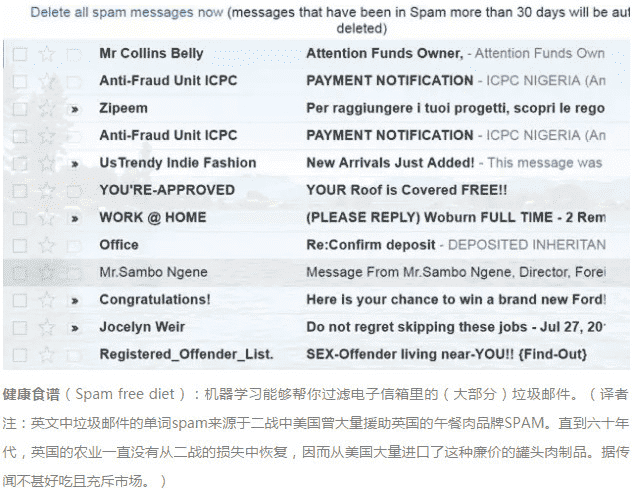 Delete all spam messages now (messages that have been in Spam more than 30 days will be aut
deleted)
Mr Collins Belly Attention Funds Owner, - Attention Funds Own
Anti-Fraud Unit ICPC PAYMENT NOTIFICATION - ICPC NIGERIA (An
» Zipeem Per raggiungere i tuoi progetti, scopri le rego
Anti-Fraud Unit ICPC PAYMENT NOTIFICATION - ICPC NIGERIA (An
» UsTrendy Indie Fashion New Arrivals Just Added! - This message was
YOU'RE-APPROVED YOUR Roof is Covered FREE!!
» WORK @ HOME (PLEASE REPLY) Woburn FULL TIME - 2 Rem
Office Re:Confirm deposit - DEPOSITED INHERITAN
Mr.Sambo Ngene Message From Mr.Sambo Ngene, Director, Forei
» Congratulations! Here is your chance to win a brand new Ford!
» Jocelyn Weir Do not regret skipping these jobs - Jul 27, 20
Registered_Offender_List. SEX-Offender living near-YOU!! {Find-Out}
健康食谱（Spam free diet）：机器学习能够帮你过滤电子信箱里的（大部分）垃圾邮件。（译者
注：英文中垃圾邮件的单词spam来源于二战中美国曾大量援助英国的午餐肉品牌SPAM。直到六十年
代，英国的农业一直没有从二战的损失中恢复，因而从美国大量进口了这种廉价的罐头肉制品。据传
闻不甚好吃且充斥市场。）